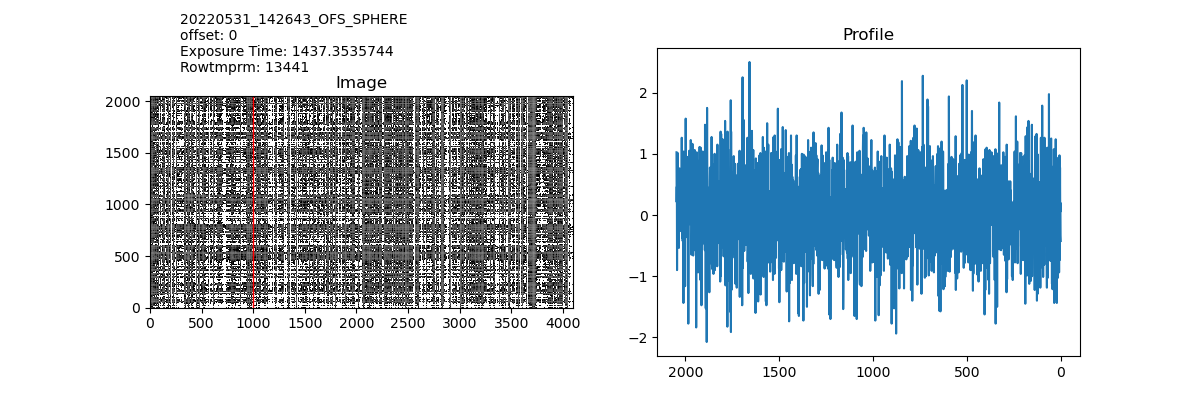 20220531_142643_OFS_SPHERE
offset: 0
Exposure Time: 1437.3535744
Rowtmprm: 13441
Image
2000
1500
1000
500
0
0 500 1000 1500 2000 2500 3000 3500 4000
Profile
2
1
0
−1
−2
2000 1500 1000 500 0